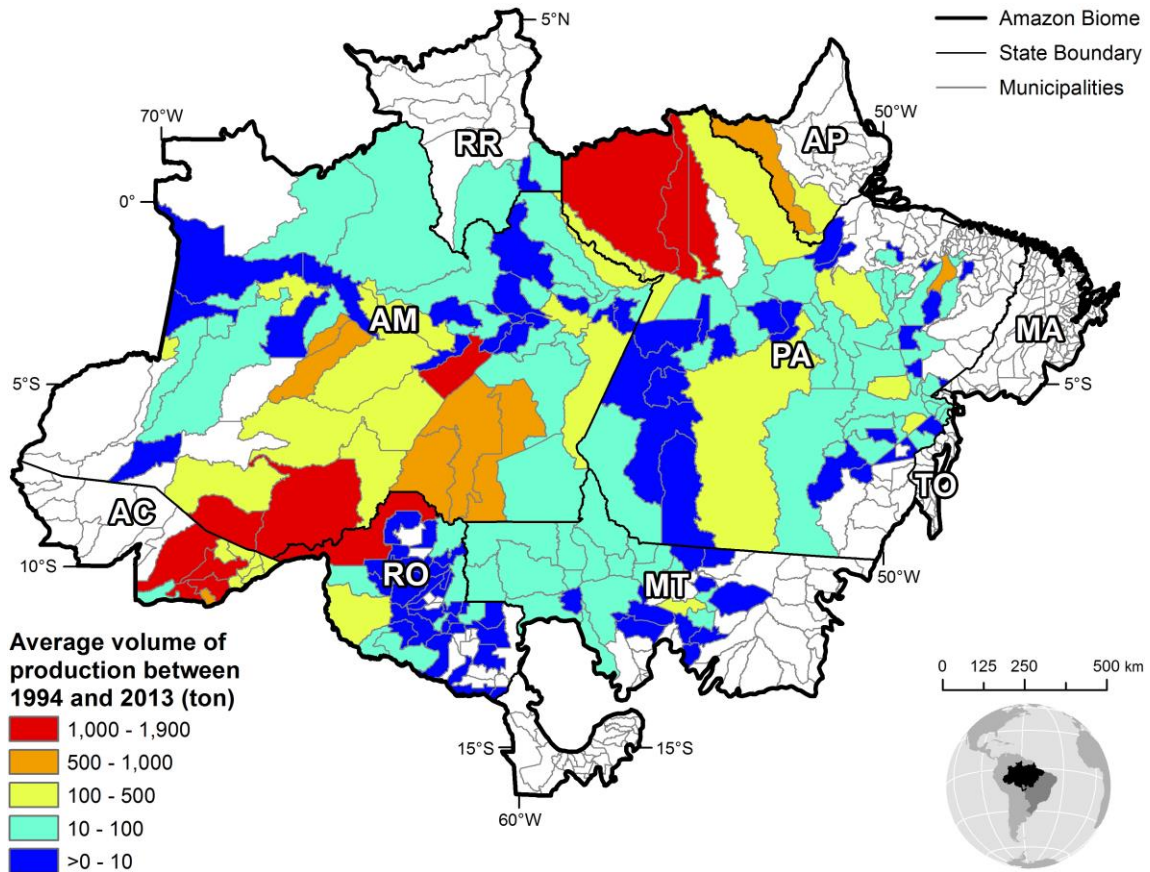 5°N
Amazon Biome
State Boundary
Municipalities
70°W
50°W
RR
AP
0°
AM
PA
MA
5°S
5°S
AC
TO
10°S
RO
MT
50°W
Average volume of
production between
1994 and 2013 (ton)
1,000 - 1,900
500 - 1,000
100 - 500
10 - 100
>0 - 10
0 125 250 500 km
15°S
15°S
60°W